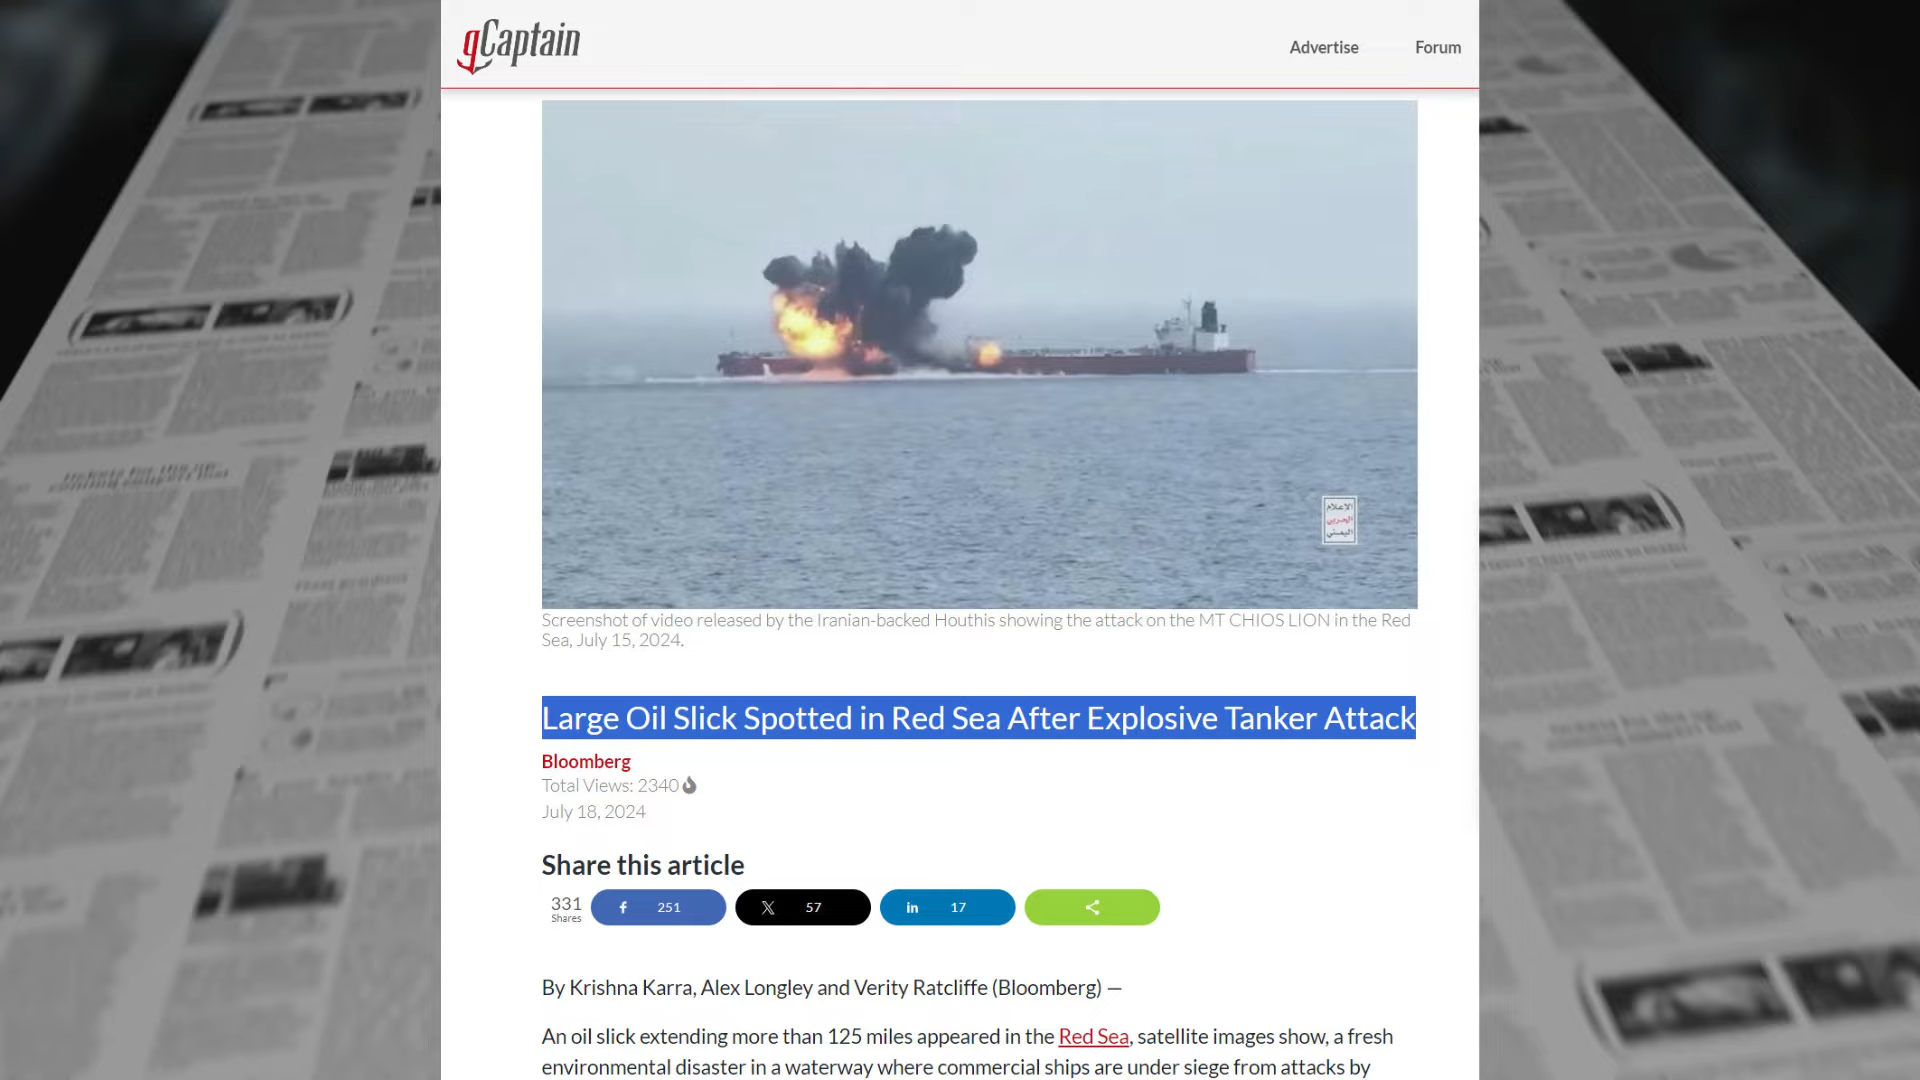 gCaptain
Advertise
Forum
الإعلام
الحربي
اليمني
Screenshot of video released by the Iranian-backed Houthis showing the attack on the MT CHIOS LION in the Red
Sea, July 15, 2024.
Large Oil Slick Spotted in Red Sea After Explosive Tanker Attack
Bloomberg
Total Views: 2340
July 18, 2024
Share this article
331
Shares
251
57
in 17
By Krishna Karra, Alex Longley and Verity Ratcliffe (Bloomberg) —
An oil slick extending more than 125 miles appeared in the Red Sea, satellite images show, a fresh
environmental disaster in a waterway where commercial ships are under siege from attacks by